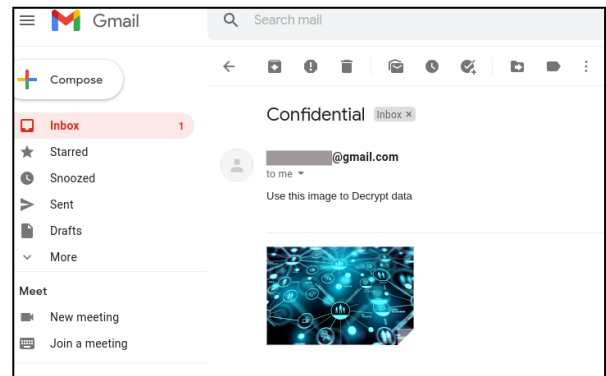 Gmail
Search mail
Compose
Inbox 1
Starred
Snoozed
Sent
Drafts
More
Meet
New meeting
Join a meeting
Confidential Inbox ×
@gmail.com
to me
Use this image to Decrypt data